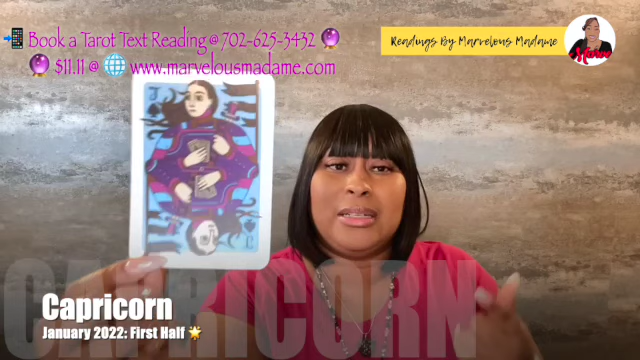 📲 Book a Tarot Text Reading @ 702-625-3432 🔮
🔮 $11.11 @ 🌐 www.marvelousmadame.com
Readings By Marvelous Madame
Marve
CAPRICORN
Capricorn
January 2022: First Half 🌟